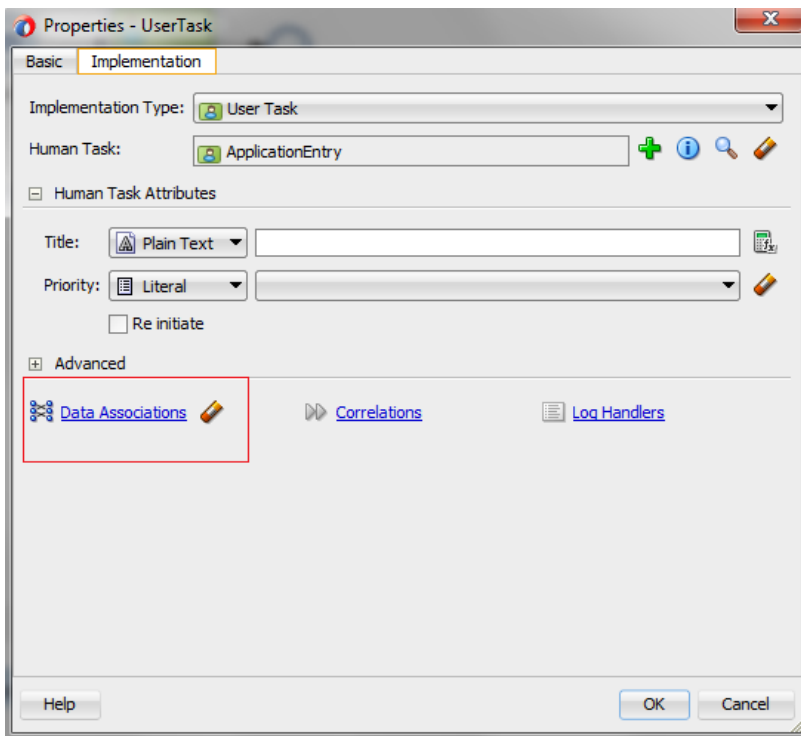 Properties - UserTask
Basic Implementation
Implementation Type: User Task
Human Task: ApplicationEntry
Human Task Attributes
Title: Plain Text
Priority: Literal
Re initiate
Advanced
Data Associations Correlations Log Handlers
Help OK Cancel